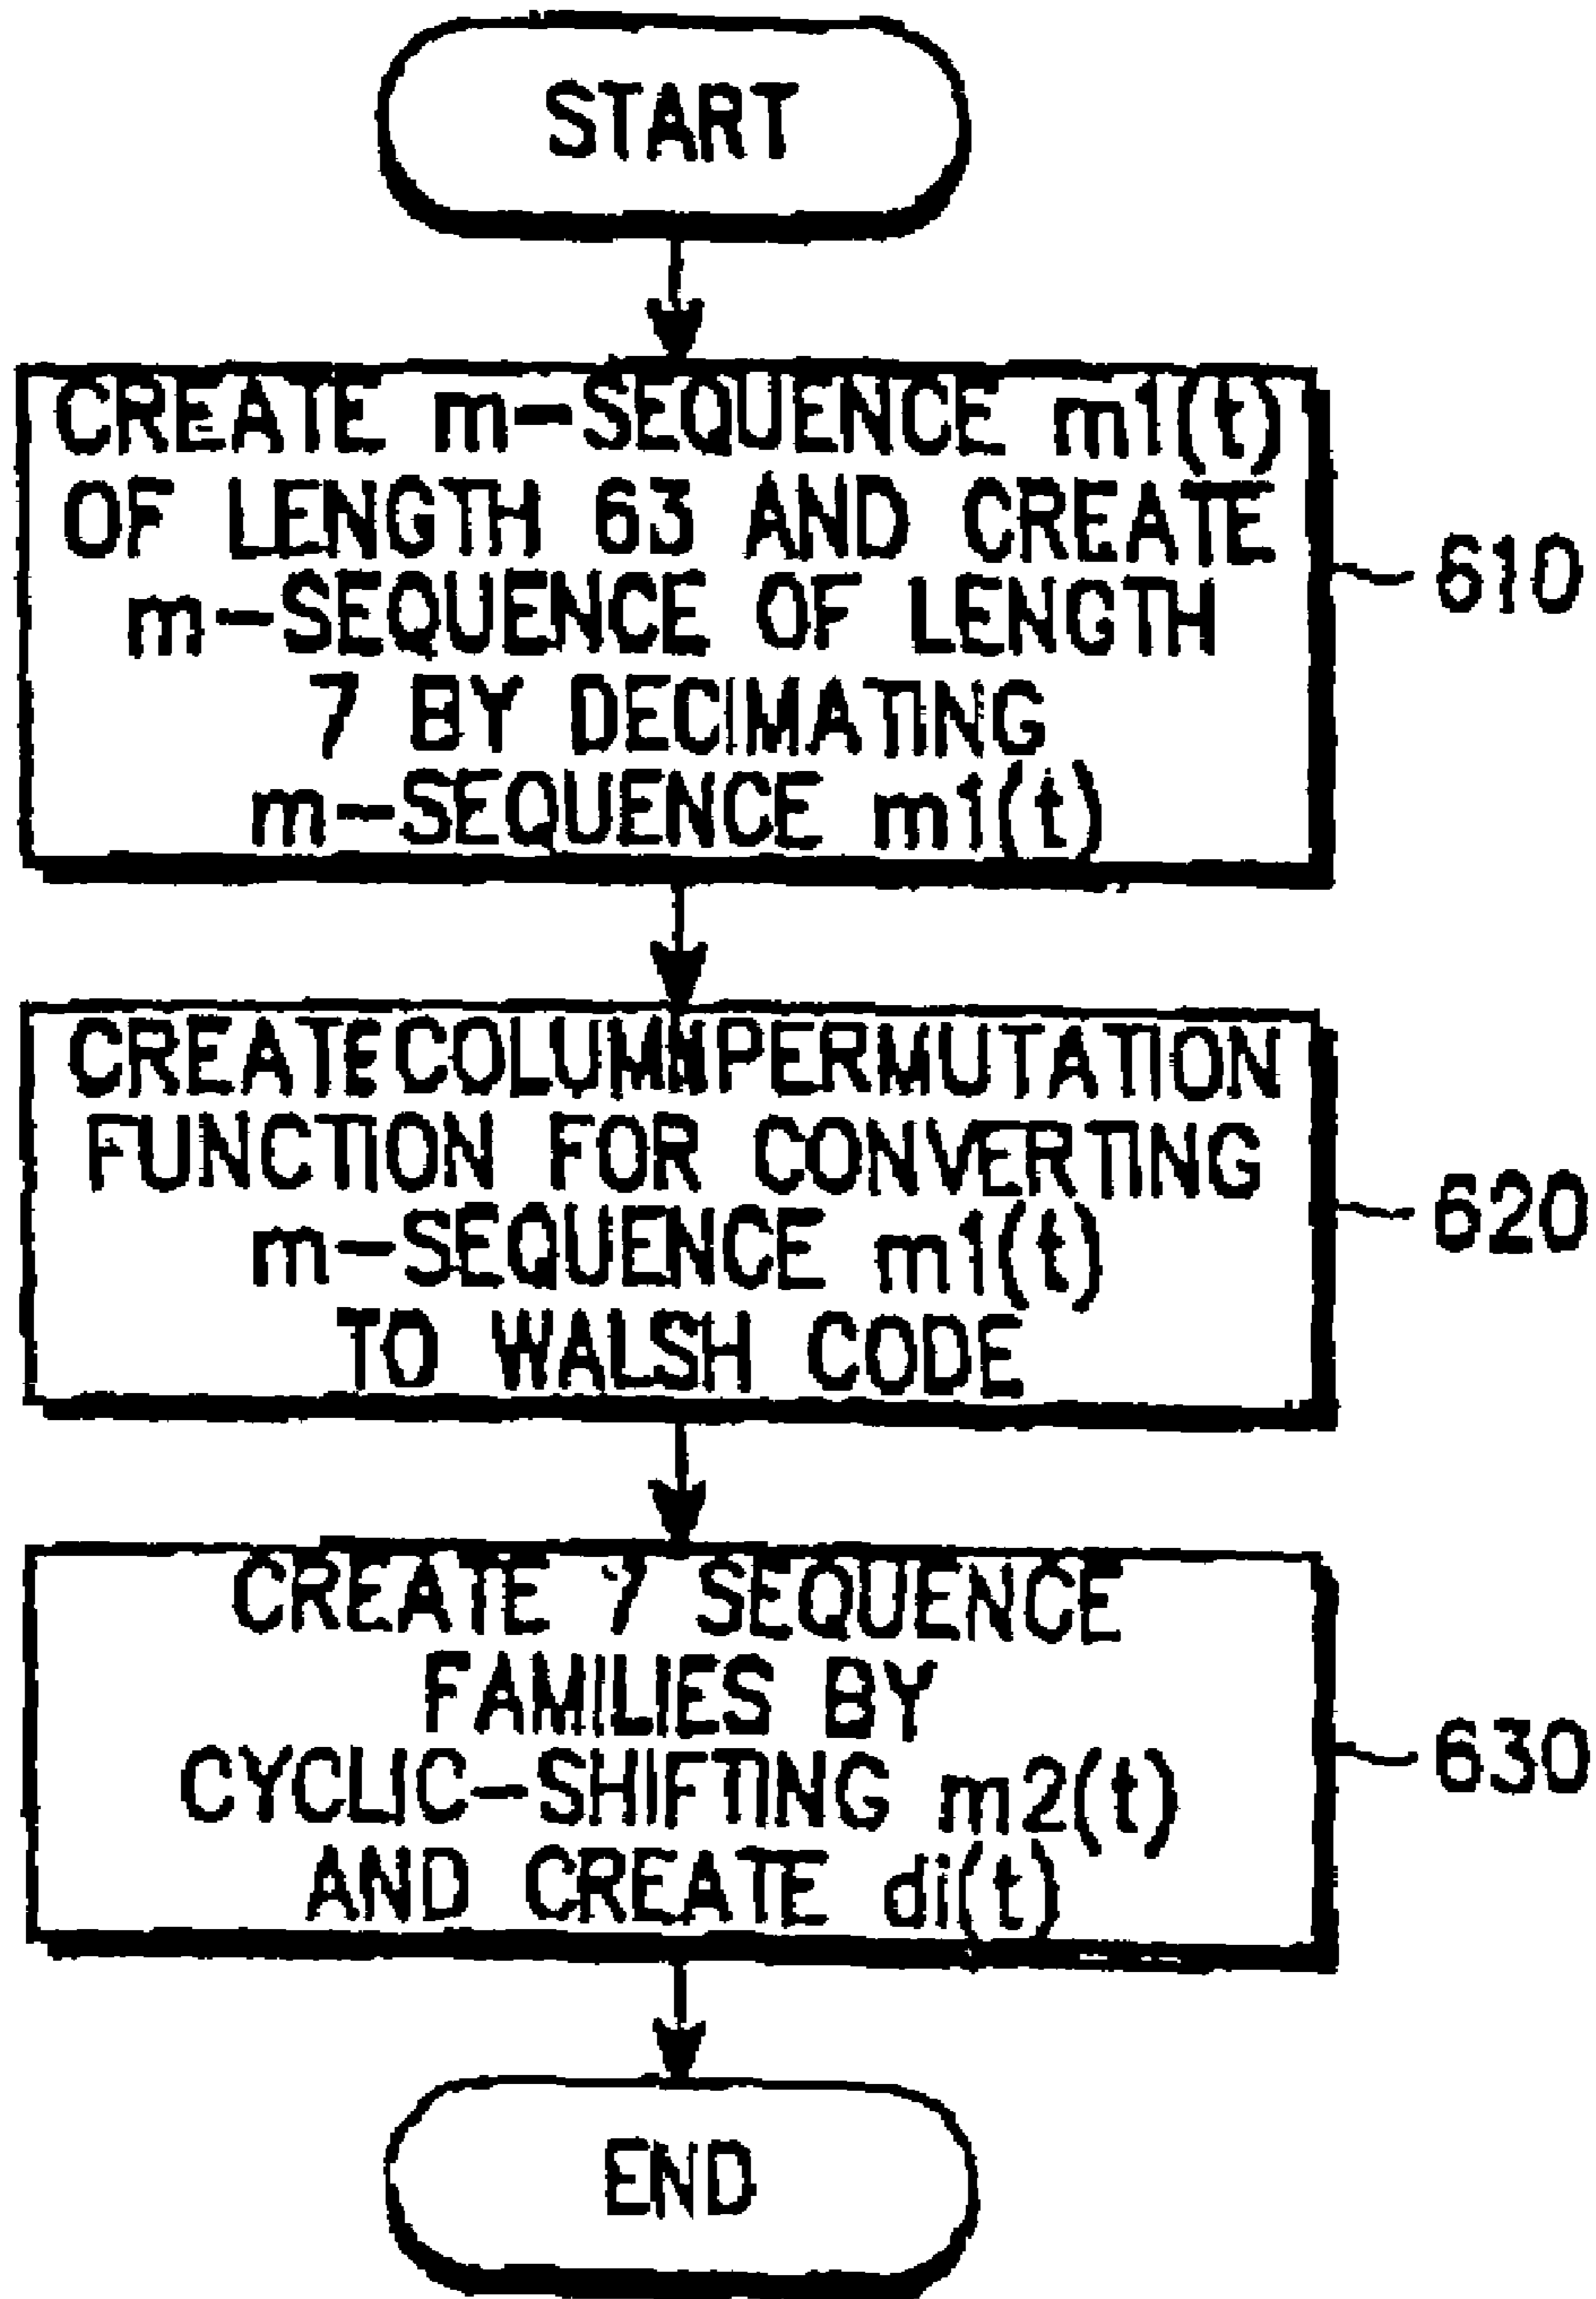 START
CREATE m-SEQUENCE m1(t)
OF LENGTH 63 AND CREATE
m-SEQUENCE OF LENGTH
7 BY DECIMATING
m-SEQUENCE m1(t)
610
CREATE COLUMN PERMUTATION
FUNCTION FOR CONVERTING
m-SEQUENCE m1(t)
TO WALSH CODE
620
CREATE 7 SEQUENCE
FAMILIES BY
CYCLIC-SHIFTING m2(t)
AND CREATE di(t)
630
END